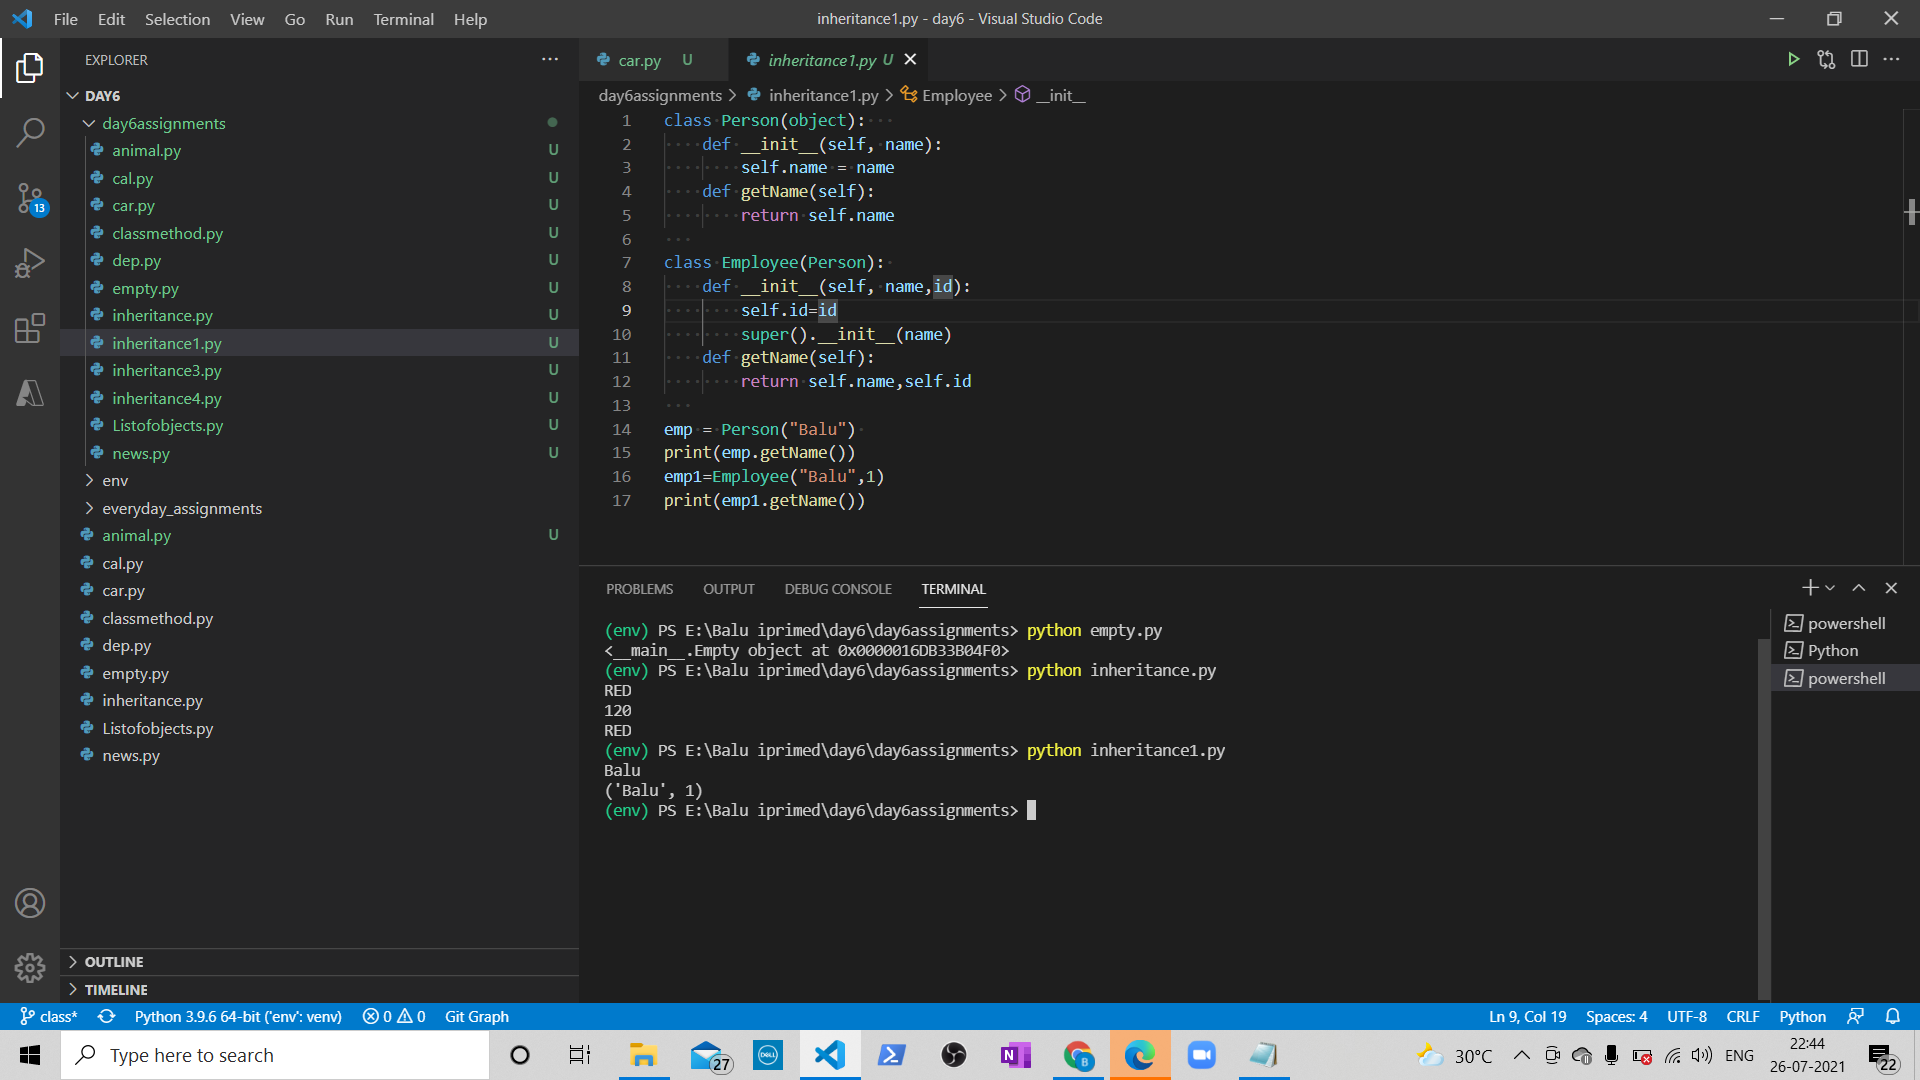 File Edit Selection View Go Run Terminal Help
inheritance1.py - day6 - Visual Studio Code
EXPLORER
DAY6
day6assignments
animal.py U
cal.py U
car.py U
classmethod.py U
dep.py U
empty.py U
inheritance.py U
inheritance1.py U
inheritance3.py U
inheritance4.py U
Listofobjects.py U
news.py U
env
everyday_assignments
animal.py U
cal.py
car.py
classmethod.py
dep.py
empty.py
inheritance.py
Listofobjects.py
news.py
OUTLINE
TIMELINE
13
car.py U
inheritance1.py U
day6assignments > inheritance1.py > Employee > __init__
1 class Person(object):
2 def __init__(self, name):
3 self.name = name
4 def getName(self):
5 return self.name
6
7 class Employee(Person):
8 def __init__(self, name,id):
9 self.id=id
10 super().__init__(name)
11 def getName(self):
12 return self.name,self.id
13
14 emp = Person("Balu")
15 print(emp.getName())
16 emp1=Employee("Balu",1)
17 print(emp1.getName())
PROBLEMS OUTPUT DEBUG CONSOLE TERMINAL
(env) PS E:\Balu iprimed\day6\day6assignments> python empty.py
<__main__.Empty object at 0x0000016DB33B04F0>
(env) PS E:\Balu iprimed\day6\day6assignments> python inheritance.py
RED
120
RED
(env) PS E:\Balu iprimed\day6\day6assignments> python inheritance1.py
Balu
('Balu', 1)
(env) PS E:\Balu iprimed\day6\day6assignments>
powershell
Python
powershell
class* Python 3.9.6 64-bit ('env': venv) 0 0 Git Graph
Ln 9, Col 19 Spaces: 4 UTF-8 CRLF Python
Type here to search
27
DELL
N
B
30°C
ENG
22:44
26-07-2021
22